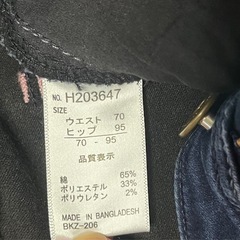 NO. H203647
SIZE
ウエスト 70
ヒップ 95
70 - 95
品質表示
綿 65%
ポリエステル 33%
ポリウレタン 2%
MADE IN BANGLADESH
BKZ-206